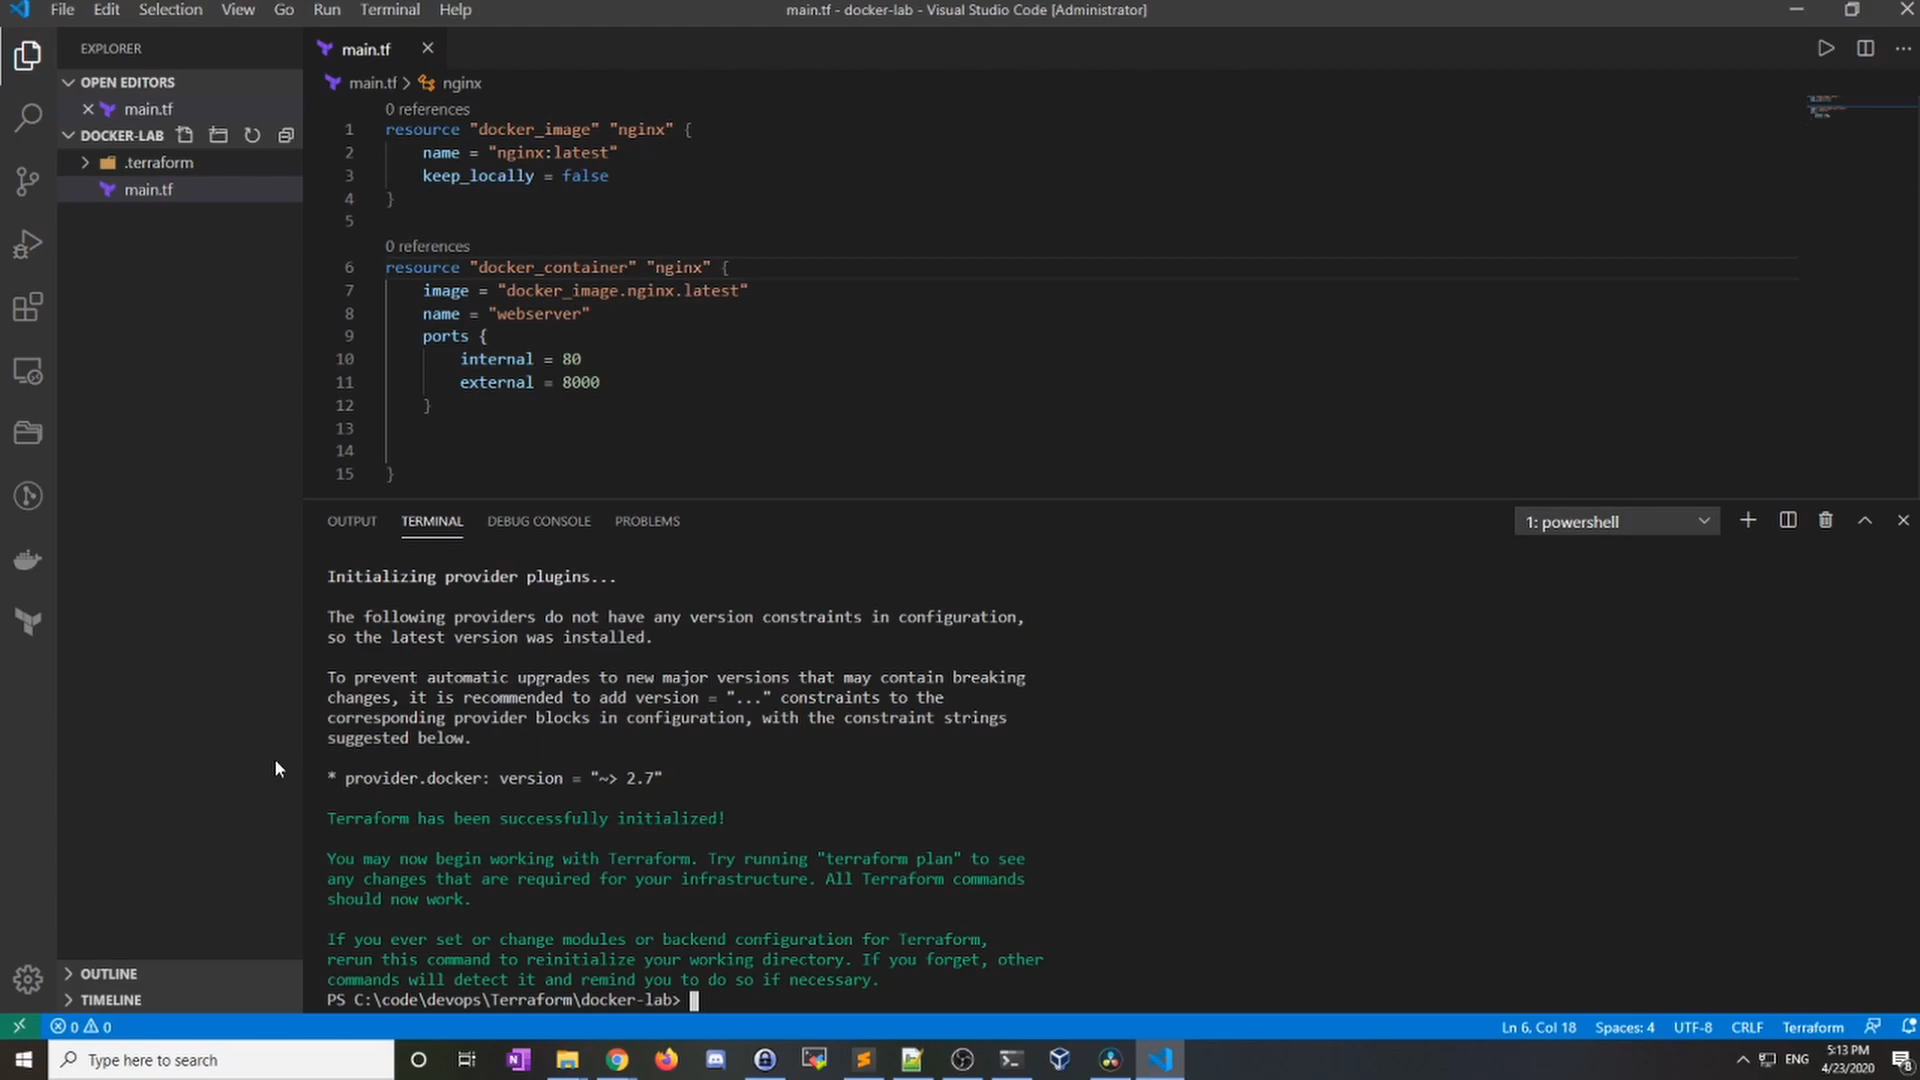 File Edit Selection View Go Run Terminal Help
main.tf - docker-lab - Visual Studio Code [Administrator]
EXPLORER
OPEN EDITORS
main.tf
DOCKER-LAB
.terraform
main.tf
OUTLINE
TIMELINE
main.tf
main.tf > nginx
0 references
1 resource "docker_image" "nginx" {
2 name = "nginx:latest"
3 keep_locally = false
4 }
5
0 references
6 resource "docker_container" "nginx" {
7 image = "docker_image.nginx.latest"
8 name = "webserver"
9 ports {
10 internal = 80
11 external = 8000
12 }
13
14
15 }
OUTPUT TERMINAL DEBUG CONSOLE PROBLEMS
1: powershell
Initializing provider plugins...
The following providers do not have any version constraints in configuration,
so the latest version was installed.
To prevent automatic upgrades to new major versions that may contain breaking
changes, it is recommended to add version = "..." constraints to the
corresponding provider blocks in configuration, with the constraint strings
suggested below.
* provider.docker: version = "~> 2.7"
Terraform has been successfully initialized!
You may now begin working with Terraform. Try running "terraform plan" to see
any changes that are required for your infrastructure. All Terraform commands
should now work.
If you ever set or change modules or backend configuration for Terraform,
rerun this command to reinitialize your working directory. If you forget, other
commands will detect it and remind you to do so if necessary.
PS C:\code\devops\Terraform\docker-lab>
0 0
Ln 6, Col 18 Spaces: 4 UTF-8 CRLF Terraform
Type here to search
ENG
5:13 PM
4/23/2020
8